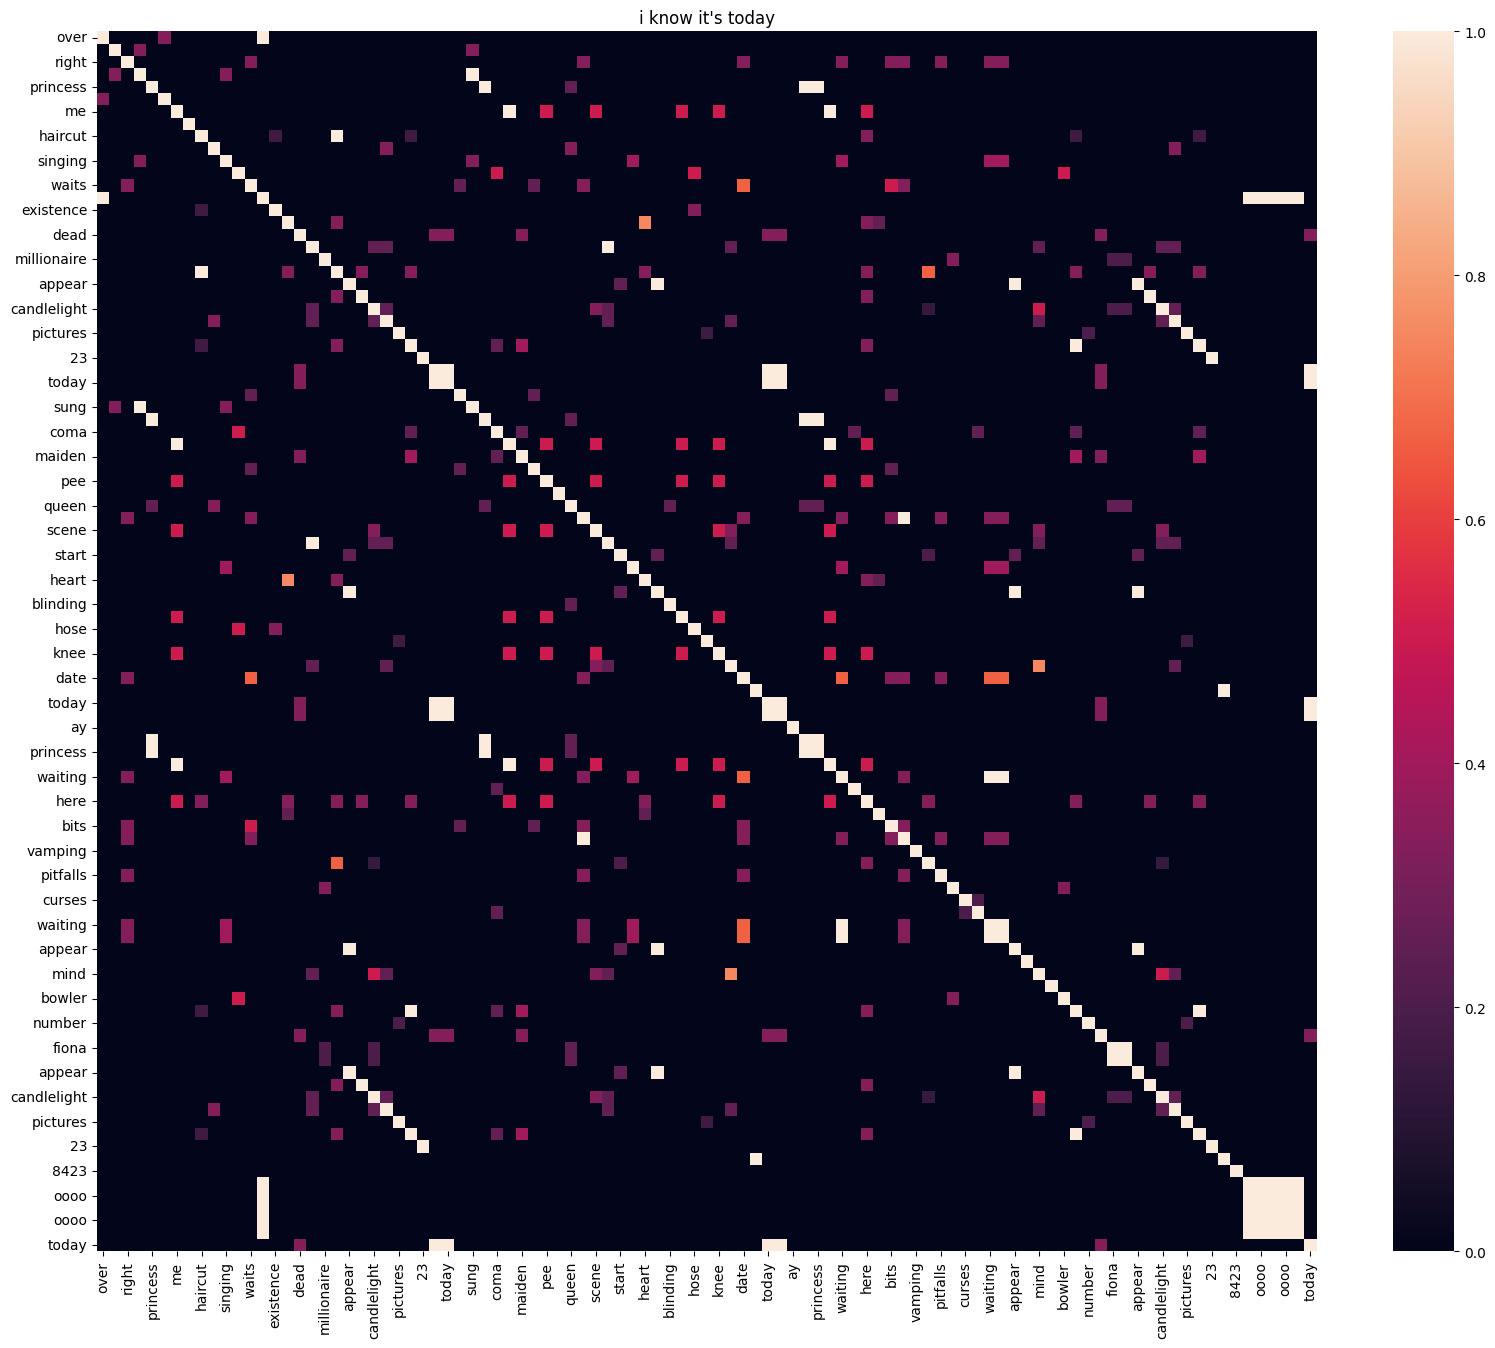 i know it's today
over
right
princess
me
haircut
singing
waits
existence
dead
millionaire
appear
candlelight
pictures
23
today
sung
coma
maiden
pee
queen
scene
start
heart
blinding
hose
knee
date
today
ay
princess
waiting
here
bits
vamping
pitfalls
curses
waiting
appear
mind
bowler
number
fiona
appear
candlelight
pictures
23
8423
oooo
oooo
today
over
right
princess
me
haircut
singing
waits
existence
dead
millionaire
appear
candlelight
pictures
23
today
sung
coma
maiden
pee
queen
scene
start
heart
blinding
hose
knee
date
today
ay
princess
waiting
here
bits
vamping
pitfalls
curses
waiting
appear
mind
bowler
number
fiona
appear
candlelight
pictures
23
8423
oooo
oooo
today
1.0
0.8
0.6
0.4
0.2
0.0